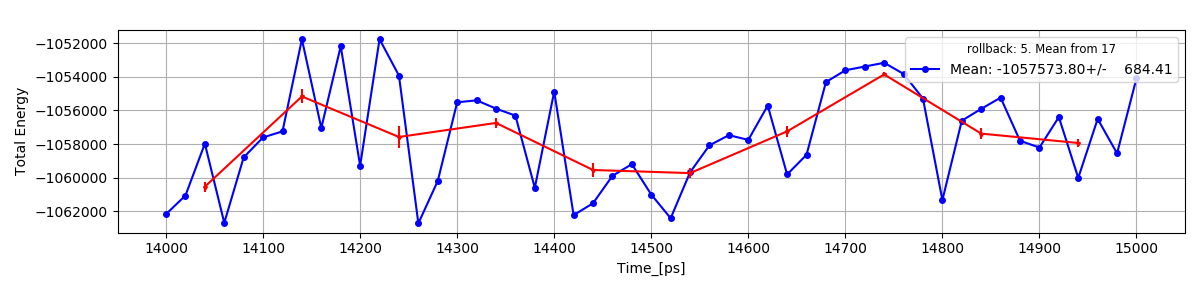 rollback: 5. Mean from 17
Mean: -1057573.80+/- 684.41
Total Energy
−1052000
−1054000
−1056000
−1058000
−1060000
−1062000
14000 14100 14200 14300 14400 14500 14600 14700 14800 14900 15000
Time_[ps]